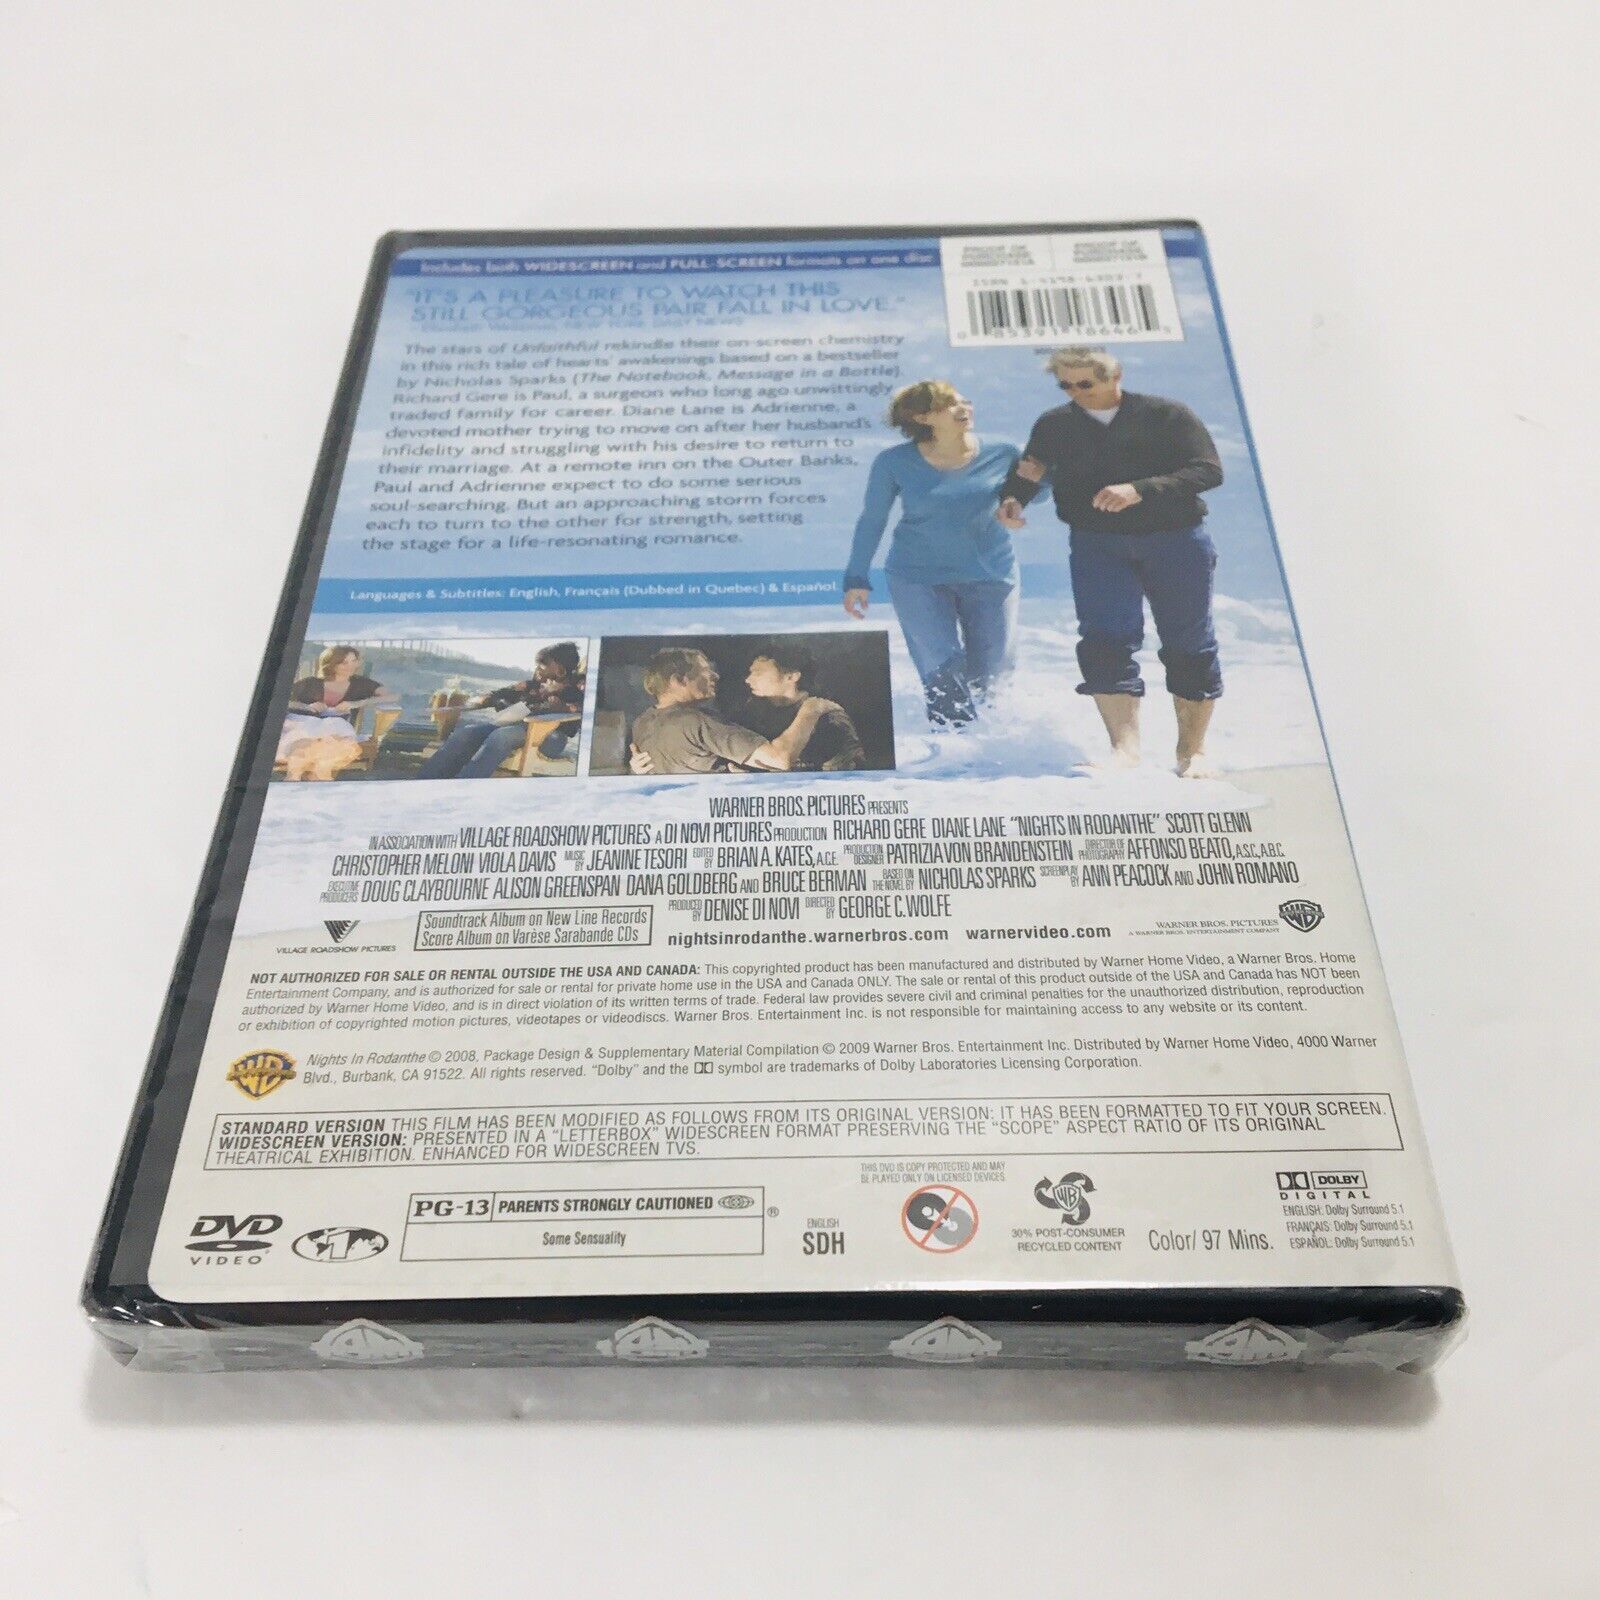 Includes both WIDESCREEN and FULL-SCREEN formats on one disc
PROOF OF PURCHASE
PROOF OF PURCHASE
"IT'S A PLEASURE TO WATCH THIS
STILL GORGEOUS PAIR FALL IN LOVE."
NEW YORK DAILY NEWS
The stars of Unfaithful rekindle their on-screen chemistry
in this rich tale of hearts' awakenings based on a bestseller
by Nicholas Sparks (The Notebook, Message in a Bottle).
Richard Gere is Paul, a surgeon who long ago unwittingly
traded family for career. Diane Lane is Adrienne, a
devoted mother trying to move on after her husband's
infidelity and struggling with his desire to return to
their marriage. At a remote inn on the Outer Banks,
Paul and Adrienne expect to do some serious
soul-searching. But an approaching storm forces
each to turn to the other for strength, setting
the stage for a life-resonating romance.
Languages & Subtitles: English, Français (Dubbed in Quebec) & Español
WARNER BROS. PICTURES PRESENTS
IN ASSOCIATION WITH VILLAGE ROADSHOW PICTURES A DI NOVI PICTURES PRODUCTION RICHARD GERE DIANE LANE "NIGHTS IN RODANTHE" SCOTT GLENN
CHRISTOPHER MELONI VIOLA DAVIS MUSIC BY JEANINE TESORI EDITED BY BRIAN A. KATES, A.C.E. PRODUCTION DESIGNER PATRIZIA VON BRANDENSTEIN DIRECTOR OF PHOTOGRAPHY AFFONSO BEATO, A.S.C., A.B.C.
EXECUTIVE PRODUCERS DOUG CLAYBOURNE ALISON GREENSPAN DANA GOLDBERG AND BRUCE BERMAN BASED ON THE NOVEL BY NICHOLAS SPARKS SCREENPLAY BY ANN PEACOCK AND JOHN ROMANO
PRODUCED BY DENISE DI NOVI DIRECTED BY GEORGE C. WOLFE
VILLAGE ROADSHOW PICTURES
Soundtrack Album on New Line Records
Score Album on Varèse Sarabande CDs
nightsinrodanthe.warnerbros.com warnervideo.com
WARNER BROS. PICTURES
A WARNER BROS. ENTERTAINMENT COMPANY
WB
NOT AUTHORIZED FOR SALE OR RENTAL OUTSIDE THE USA AND CANADA: This copyrighted product has been manufactured and distributed by Warner Home Video, a Warner Bros. Home
Entertainment Company, and is authorized for sale or rental for private home use in the USA and Canada ONLY. The sale or rental of this product outside of the USA and Canada has NOT been
authorized by Warner Home Video, and is in direct violation of its written terms of trade. Federal law provides severe civil and criminal penalties for the unauthorized distribution, reproduction
or exhibition of copyrighted motion pictures, videotapes or videodiscs. Warner Bros. Entertainment Inc. is not responsible for maintaining access to any website or its content.
WB
Nights In Rodanthe © 2008, Package Design & Supplementary Material Compilation © 2009 Warner Bros. Entertainment Inc. Distributed by Warner Home Video, 4000 Warner
Blvd., Burbank, CA 91522. All rights reserved. "Dolby" and the DD symbol are trademarks of Dolby Laboratories Licensing Corporation.
STANDARD VERSION THIS FILM HAS BEEN MODIFIED AS FOLLOWS FROM ITS ORIGINAL VERSION: IT HAS BEEN FORMATTED TO FIT YOUR SCREEN.
WIDESCREEN VERSION: PRESENTED IN A "LETTERBOX" WIDESCREEN FORMAT PRESERVING THE "SCOPE" ASPECT RATIO OF ITS ORIGINAL
THEATRICAL EXHIBITION. ENHANCED FOR WIDESCREEN TVS.
DVD
VIDEO
1
PG-13 PARENTS STRONGLY CAUTIONED ®
Some Sensuality
ENGLISH
SDH
THIS DVD IS COPY PROTECTED AND MAY
BE PLAYED ONLY ON LICENSED DEVICES
WB
30% POST-CONSUMER
RECYCLED CONTENT
Color/ 97 Mins.
DOLBY
DIGITAL
ENGLISH: Dolby Surround 5.1
FRANÇAIS: Dolby Surround 5.1
ESPAÑOL: Dolby Surround 5.1